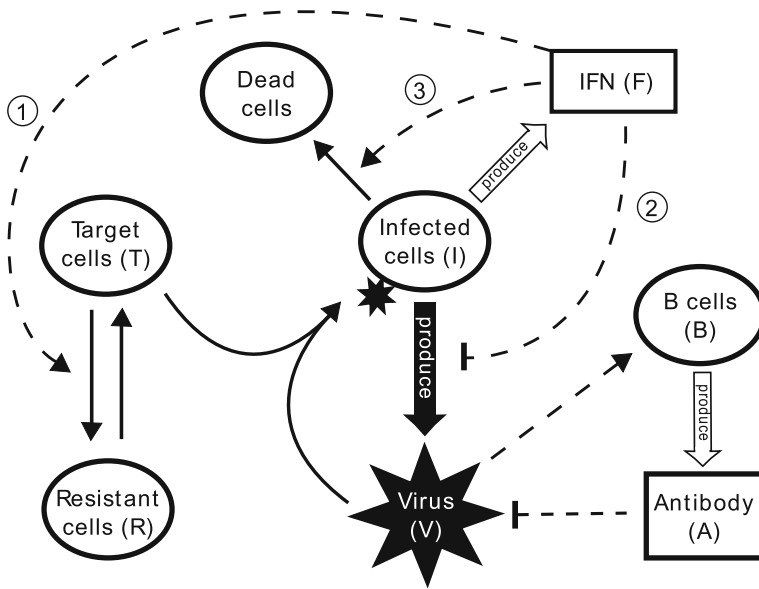 Dead
cells
IFN (F)
①
③
produce
②
Target
cells (T)
Infected
cells (I)
B cells
(B)
produce
produce
Resistant
cells (R)
Virus
(V)
Antibody
(A)